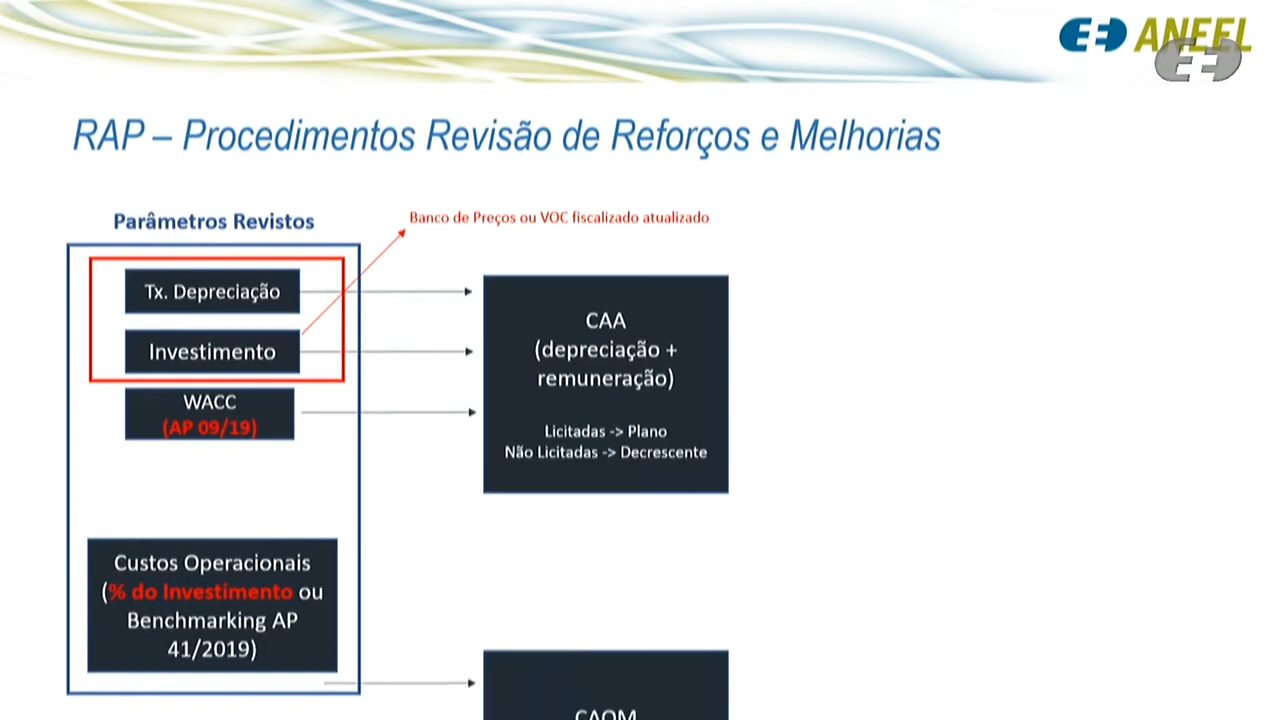 ANEEL
RAP – Procedimentos Revisão de Reforços e Melhorias
Parâmetros Revistos
Banco de Preços ou VOC fiscalizado atualizado
Tx. Depreciação
Investimento
WACC
(AP 09/19)
CAA
(depreciação +
remuneração)
Licitadas -> Plano
Não Licitadas -> Decrescente
Custos Operacionais
(% do Investimento ou
Benchmarking AP
41/2019)
CAOM